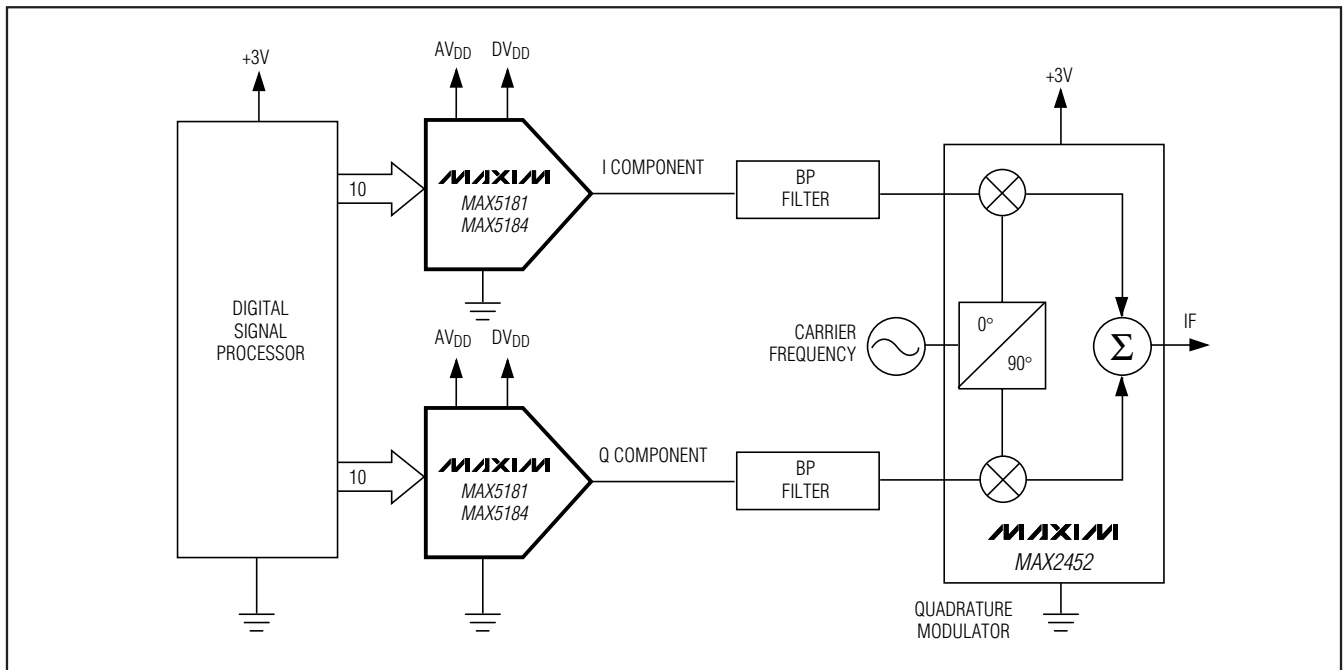 +3V
AVDD
DVDD
10
MAXIM
MAX5181
MAX5184
I COMPONENT
BP
FILTER
+3V
DIGITAL
SIGNAL
PROCESSOR
AVDD
DVDD
10
MAXIM
MAX5181
MAX5184
Q COMPONENT
BP
FILTER
CARRIER
FREQUENCY
0°
90°
Σ
IF
MAXIM
MAX2452
QUADRATURE
MODULATOR